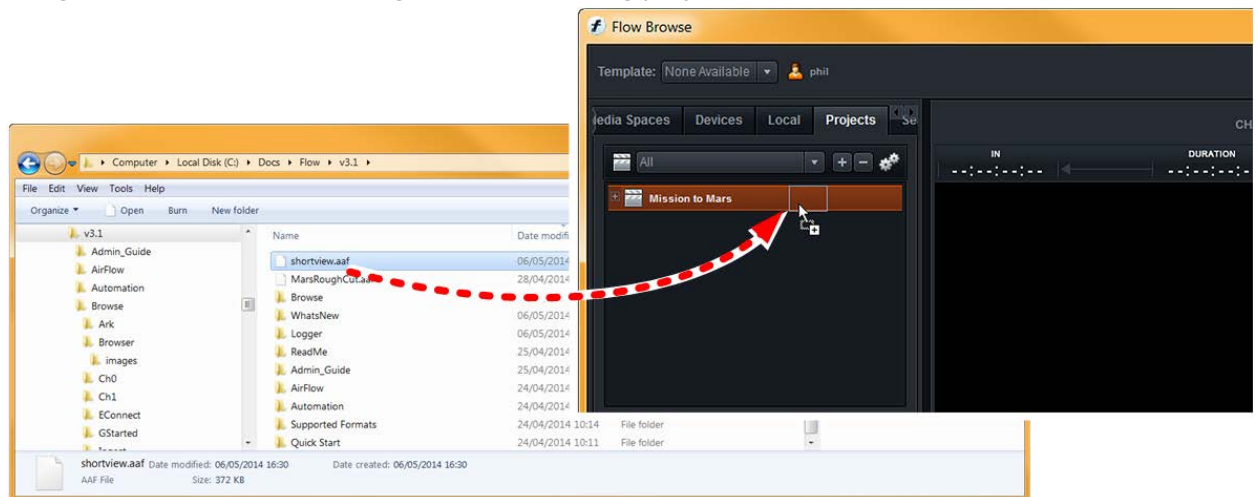 Flow Browse
Template: None Available phil
edia Spaces Devices Local Projects Se
CH
All
IN DURATION
--:--:--:-- --:--:--:-
Mission to Mars
Computer Local Disk (C:) Docs Flow v3.1
File Edit View Tools Help
Organize Open Burn New folder
v3.1
Admin_Guide
AirFlow
Automation
Browse
Ark
Browser
images
Ch0
Ch1
EConnect
GStarted
Name Date modifi
shortview.aaf 06/05/2014
MarsRoughCut.aa 28/04/2014
Browse
WhatsNew 06/05/2014
Logger 06/05/2014
ReadMe 25/04/2014
Admin_Guide 25/04/2014
AirFlow 24/04/2014
Automation 24/04/2014
Supported Formats 24/04/2014 10:14 File folder
Quick Start 24/04/2014 10:11 File folder
shortview.aaf Date modified: 06/05/2014 16:30 Date created: 06/05/2014 16:30
AAF File Size: 372 KB